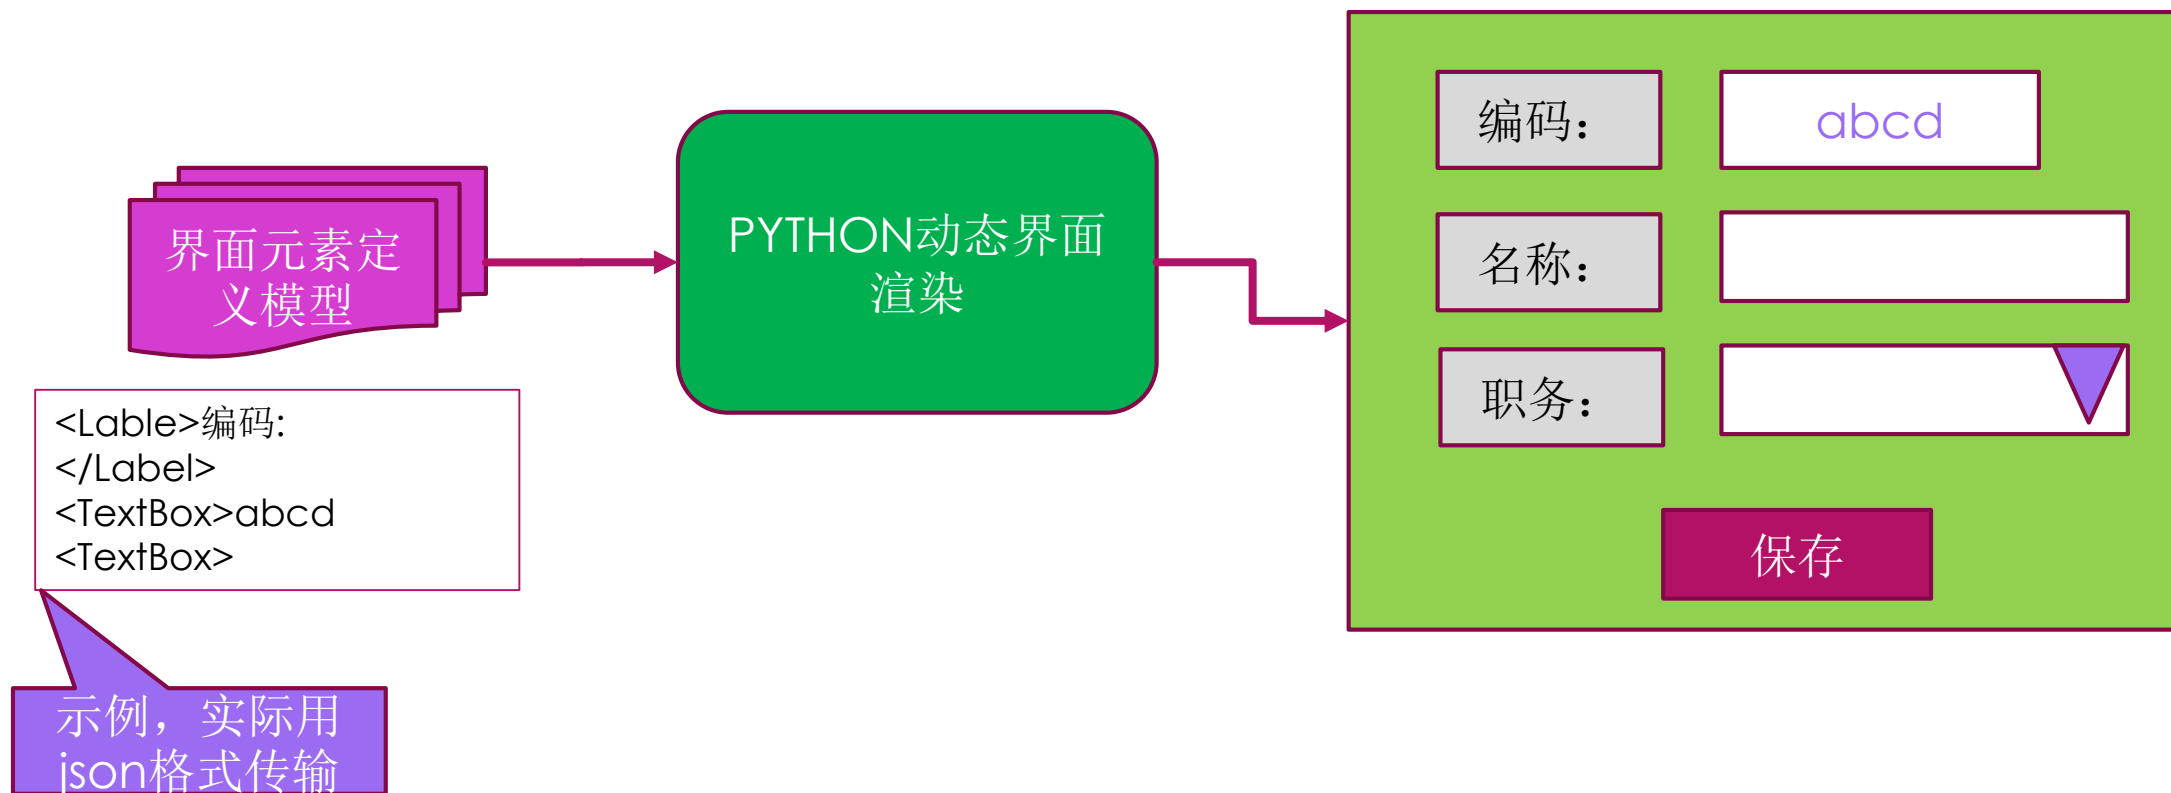 界面元素定
义模型
<Lable>编码:
</Label>
<TextBox>abcd
<TextBox>
示例，实际用
json格式传输
PYTHON动态界面
渲染
编码：
abcd
名称：
职务：
保存